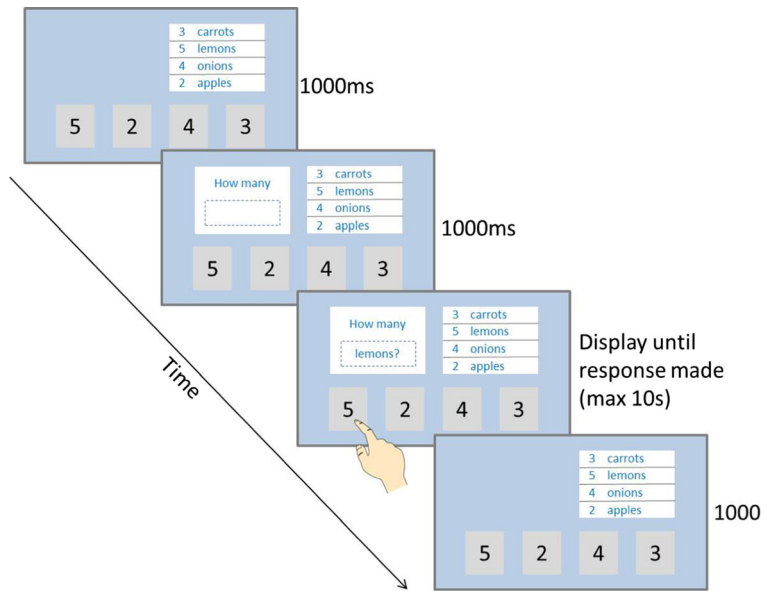 3 carrots
5 lemons
4 onions
2 apples
5 2 4 3
1000ms
How many
3 carrots
5 lemons
4 onions
2 apples
5 2 4 3
1000ms
How many
lemons?
3 carrots
5 lemons
4 onions
2 apples
5 2 4 3
Display until
response made
(max 10s)
Time
3 carrots
5 lemons
4 onions
2 apples
5 2 4 3
1000